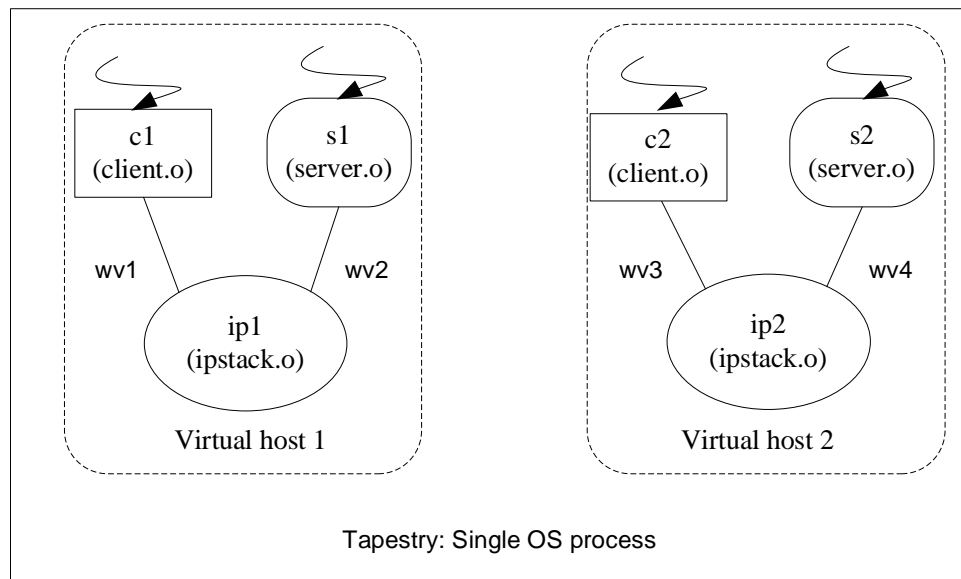 c1
(client.o)
s1
(server.o)
wv1
wv2
ip1
(ipstack.o)
Virtual host 1
c2
(client.o)
s2
(server.o)
wv3
wv4
ip2
(ipstack.o)
Virtual host 2
Tapestry: Single OS process